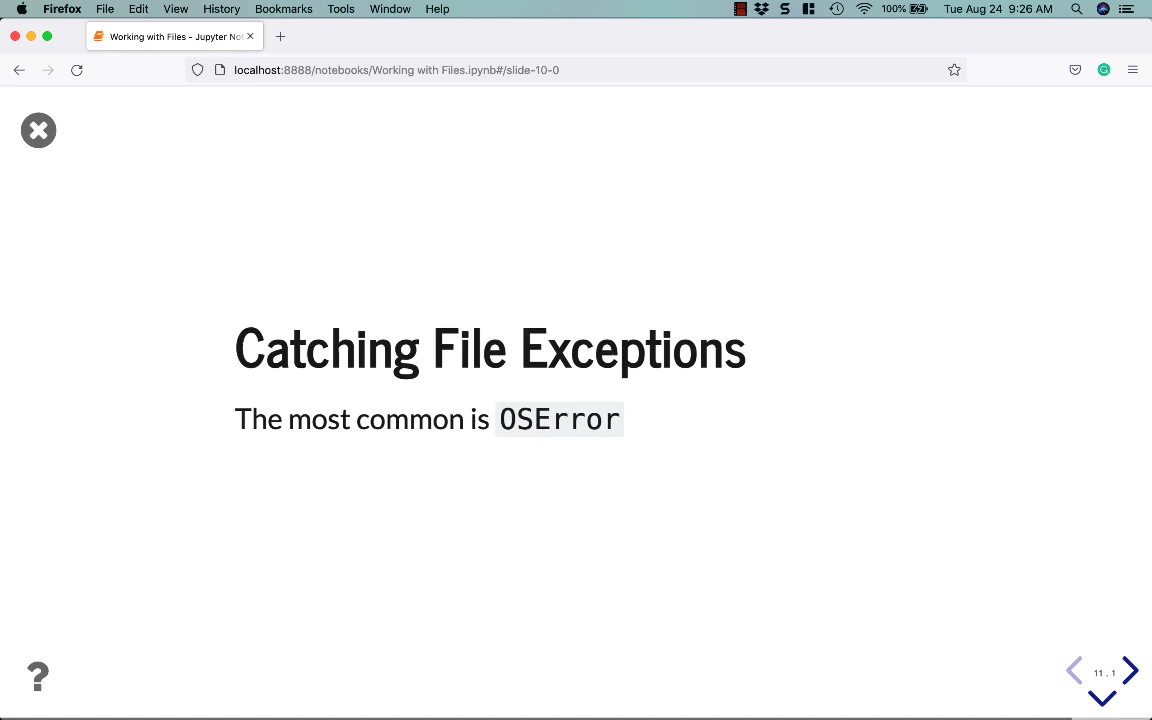 Firefox File Edit View History Bookmarks Tools Window Help 100% Tue Aug 24 9:26 AM
Working with Files - Jupyter Not
localhost:8888/notebooks/Working with Files.ipynb#/slide-10-0
Catching File Exceptions
The most common is OSError
?
11 . 1